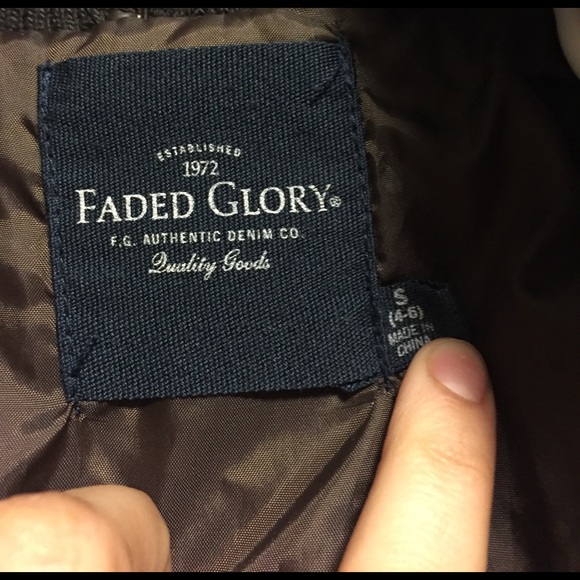 ESTABLISHED
1972
FADED GLORY®
F.G. AUTHENTIC DENIM CO.
Quality Goods
S
(4-6)
MADE IN
CHINA